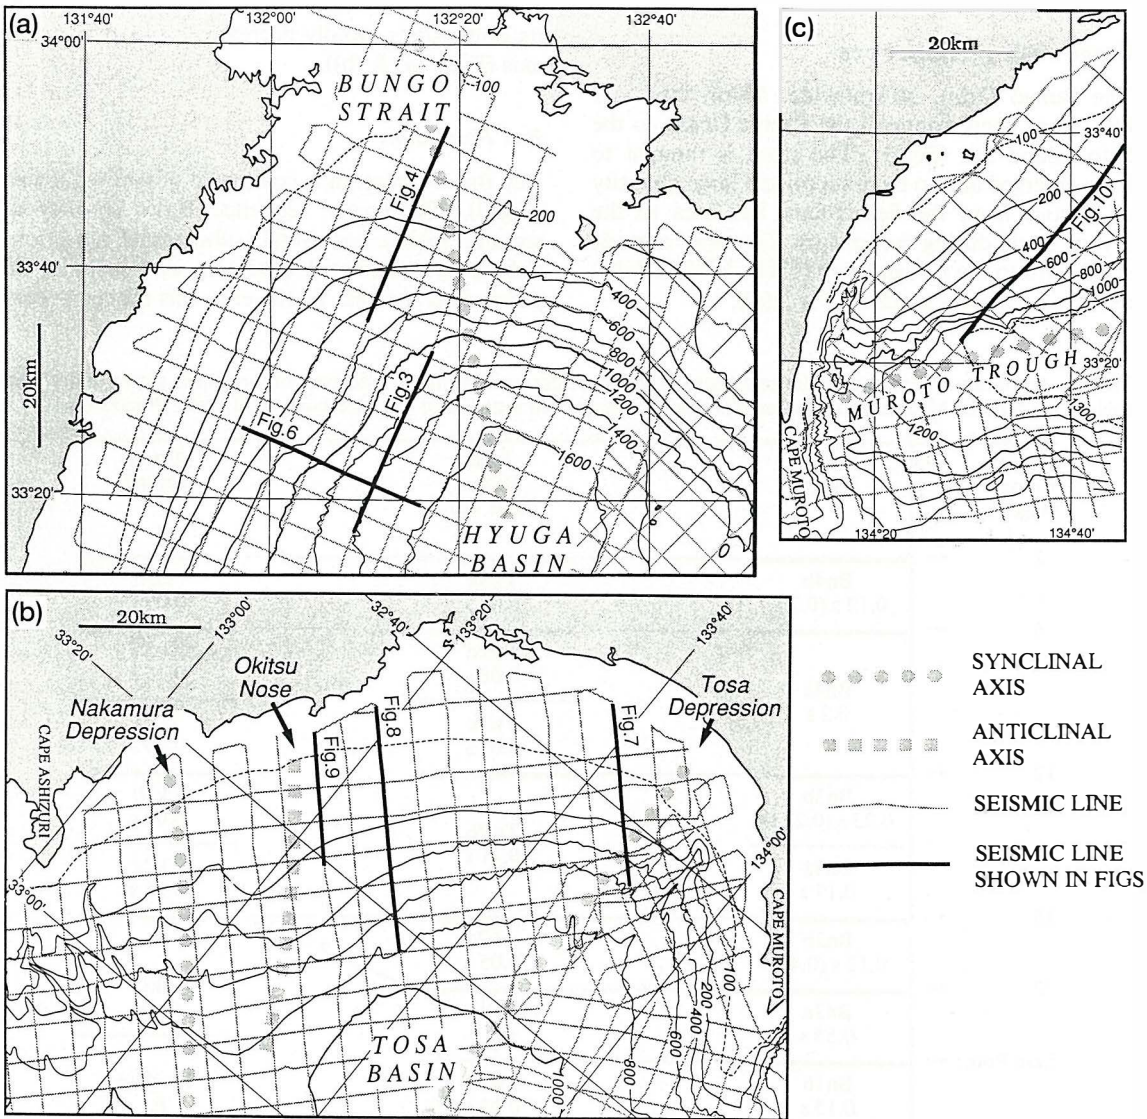 (a)
131°40'
132°00'
132°20'
132°40'
34°00'
33°40'
33°20'
20km
BUNGO
STRAIT
100
200
400
600
800
1000
1200
1400
1600
Fig.4
Fig.3
Fig.6
HYUGA
BASIN
(c)
20km
33°40'
33°20'
134°20'
134°40'
100
200
400
600
800
1000
1200
1300
Fig.10
MUROTO TROUGH
CAPE MUROTO
(b)
20km
33°20'
133°00'
32°40'
133°20'
133°40'
134°00'
33°00'
Okitsu
Nose
Nakamura
Depression
Tosa
Depression
CAPE ASHIZURI
CAPE MUROTO
Fig.9
Fig.8
Fig.7
100
200
400
600
800
1000
TOSA
BASIN
SYNCLINAL
AXIS
ANTICLINAL
AXIS
SEISMIC LINE
SEISMIC LINE
SHOWN IN FIGS